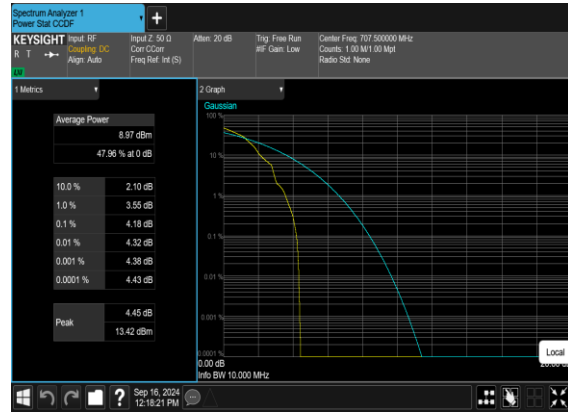 Spectrum Analyzer 1
Power Stat CCDF
KEYSIGHT
R T
LW
Input: RF
Coupling: DC
Align: Auto
Input Z: 50 Ω
Corr CCorr
Freq Ref: Int (S)
Atten: 20 dB
Trig: Free Run
#IF Gain: Low
Center Freq: 707.500000 MHz
Counts: 1.00 M/1.00 Mpt
Radio Std: None
1 Metrics
Average Power
8.97 dBm
47.96 % at 0 dB
10.0 % 2.10 dB
1.0 % 3.55 dB
0.1 % 4.18 dB
0.01 % 4.32 dB
0.001 % 4.38 dB
0.0001 % 4.43 dB
Peak
4.45 dB
13.42 dBm
2 Graph
Gaussian
100 %
10 %
1 %
0.1 %
0.01 %
0.001 %
0.0001 %
0.00 dB
Info BW 10.000 MHz
Local
?
Sep 16, 2024
12:18:21 PM